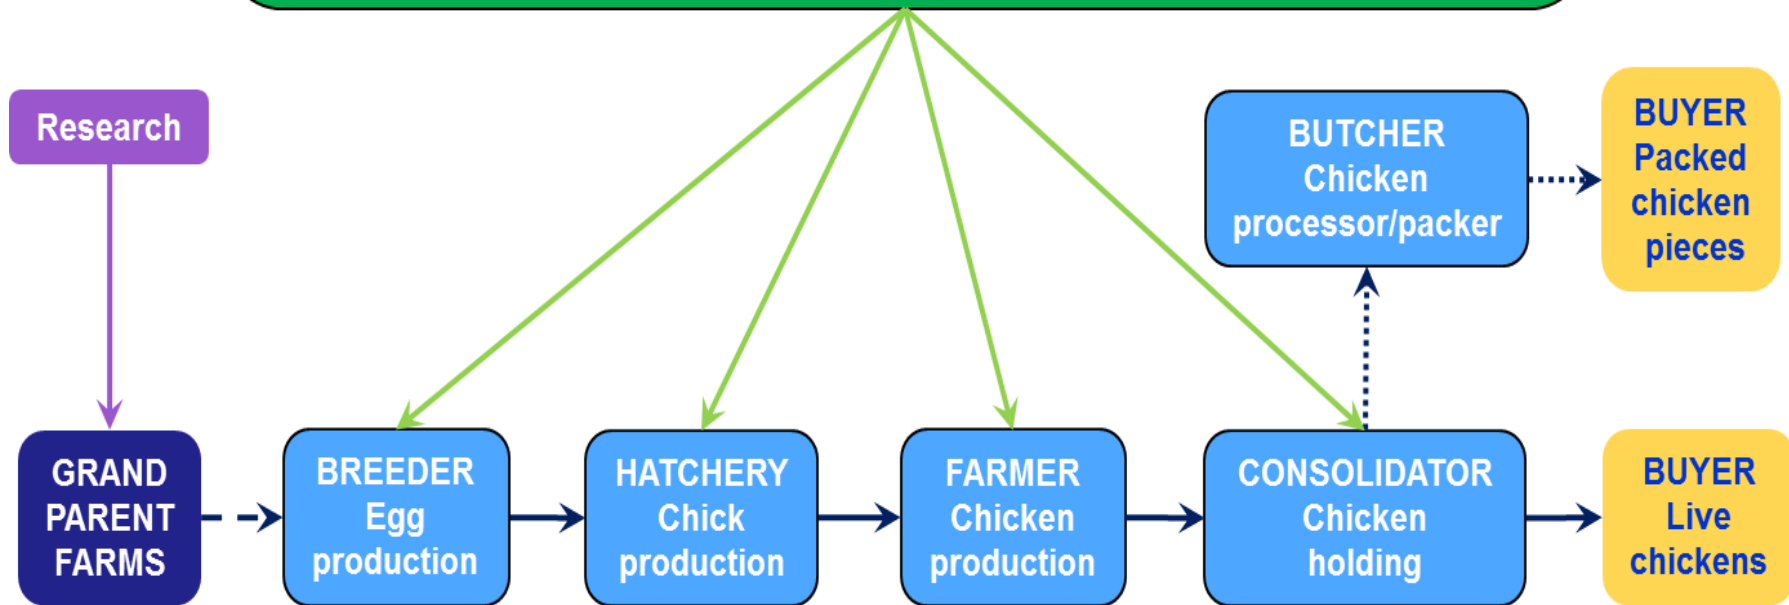 Research
BUTCHER
Chicken
processor/packer
BUYER
Packed
chicken
pieces
GRAND
PARENT
FARMS
BREEDER
Egg
production
HATCHERY
Chick
production
FARMER
Chicken
production
CONSOLIDATOR
Chicken
holding
BUYER
Live
chickens